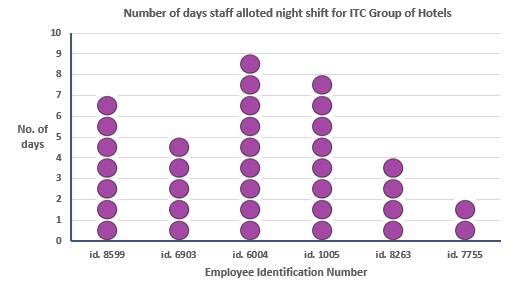 Number of days staff alloted night shift for ITC Group of Hotels
10
9
8
7
6
5
4
3
2
1
0
No. of
days
id. 8599 id. 6903 id. 6004 id. 1005 id. 8263 id. 7755
Employee Identification Number